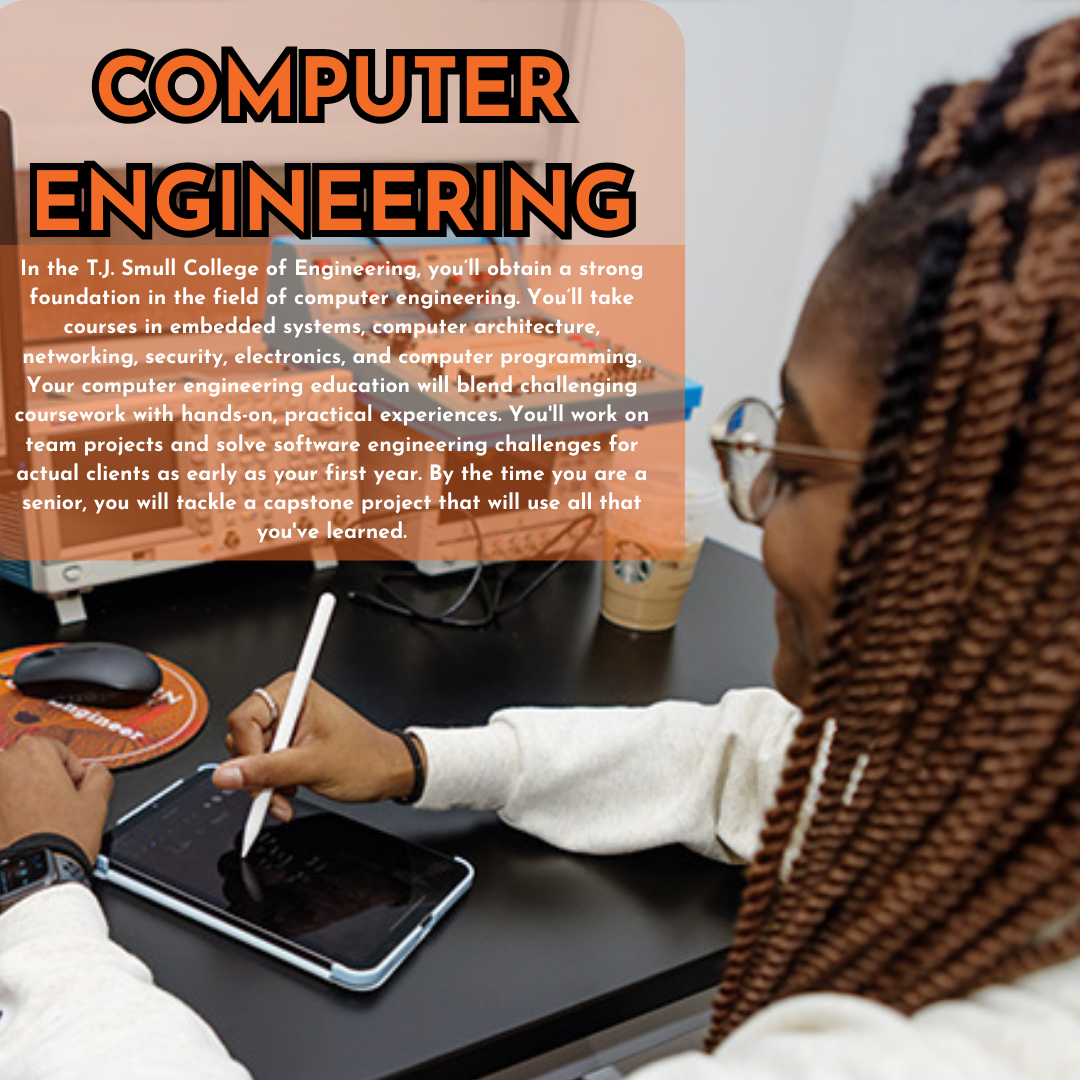 COMPUTER
ENGINEERING
In the T.J. Smull College of Engineering, you'll obtain a strong
foundation in the field of computer engineering. You'll take
courses in embedded systems, computer architecture,
networking, security, electronics, and computer programming.
Your computer engineering education will blend challenging
coursework with hands-on, practical experiences. You'll work on
team projects and solve software engineering challenges for
actual clients as early as your first year. By the time you are a
senior, you will tackle a capstone project that will use all that
you've learned.
Engineer